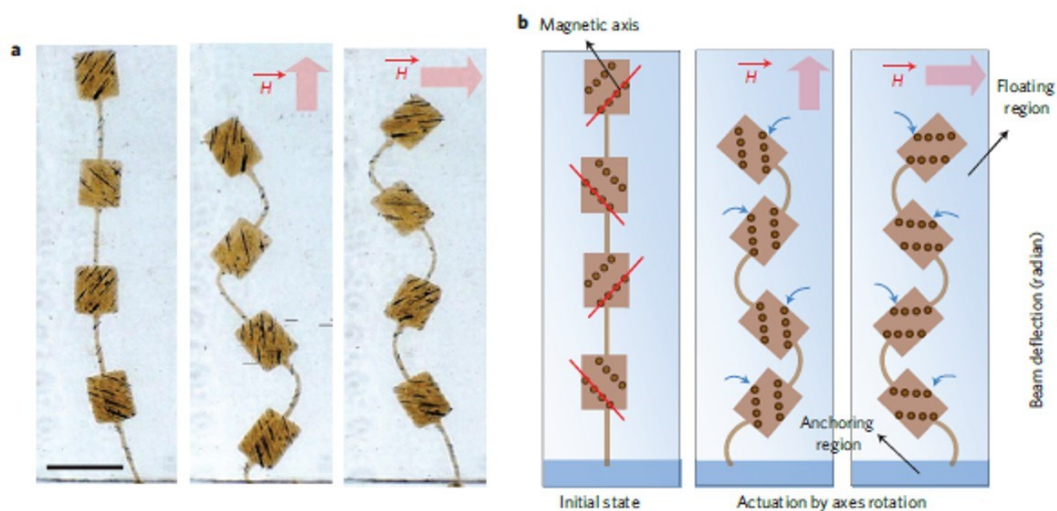 a
H
H
b
Magnetic axis
H
H
Floating
region
Anchoring
region
Beam deflection (radian)
Initial state
Actuation by axes rotation